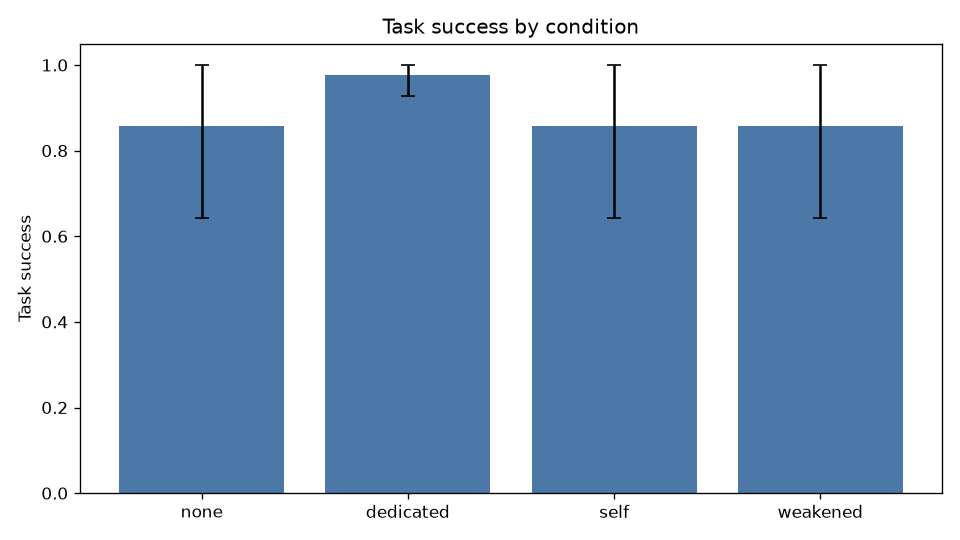 Task success by condition
1.0
0.8
0.6
0.4
0.2
0.0
Task success
none dedicated self weakened